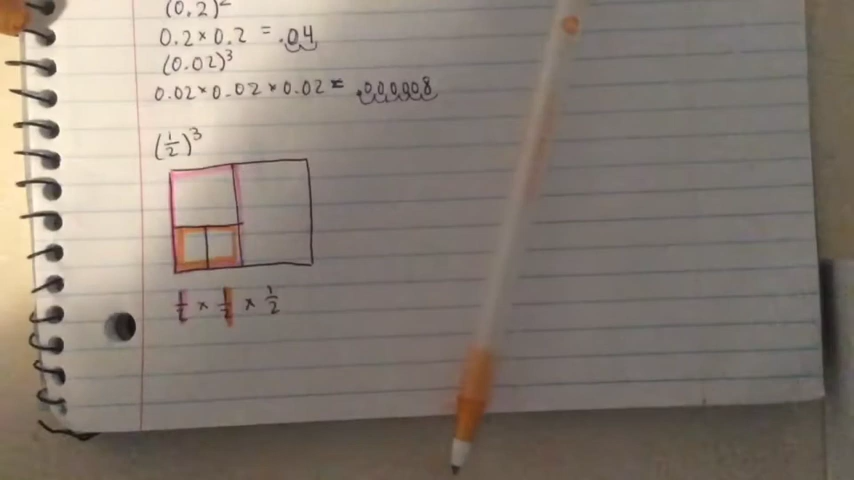 (0.2)²
0.2 × 0.2 = .04
(0.02)³
0.02 × 0.02 × 0.02 = .000008
(1/2)³
1/2 × 1/2 × 1/2